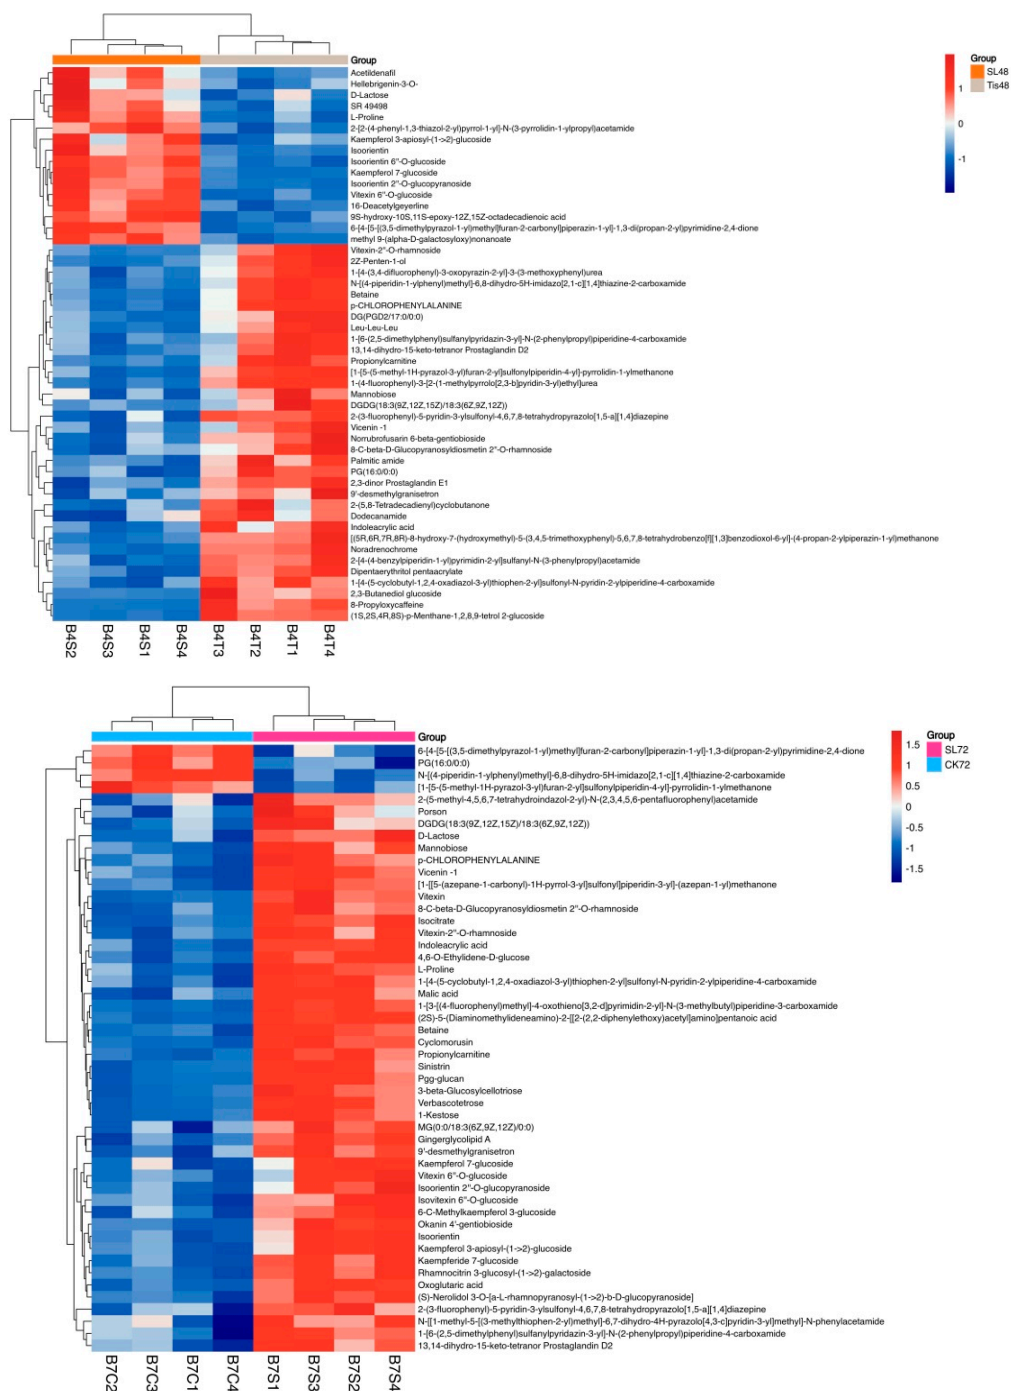 Group
Acetildenafil
Hellebrigenin-3-O-
D-Lactose
SR 49498
L-Proline
2-[2-(4-phenyl-1,3-thiazol-2-yl)pyrrol-1-yl]-N-(3-pyrrolidin-1-ylpropyl)acetamide
Kaempferol 3-apiosyl-(1->2)-glucoside
Isoorientin
Isoorientin 6"-O-glucoside
Kaempferol 7-glucoside
Isoorientin 2"-O-glucopyranoside
Vitexin 6"-O-glucoside
16-Deacetylgeyerline
9S-hydroxy-10S,11S-epoxy-12Z,15Z-octadecadienoic acid
6-[4-[5-[(3,5-dimethylpyrazol-1-yl)methyl]furan-2-carbonyl]piperazin-1-yl]-1,3-di(propan-2-yl)pyrimidine-2,4-dione
methyl 9-(alpha-D-galactosyloxy)nonanoate
Vitexin-2"-O-rhamnoside
2Z-Penten-1-ol
1-[4-(3,4-difluorophenyl)-3-oxopyrazin-2-yl]-3-(3-methoxyphenyl)urea
N-[(4-piperidin-1-ylphenyl)methyl]-6,8-dihydro-5H-imidazo[2,1-c][1,4]thiazine-2-carboxamide
Betaine
p-CHLOROPHENYLALANINE
DG(PGD2/17:0/0:0)
Leu-Leu-Leu
1-[6-(2,5-dimethylphenyl)sulfanylpyridazin-3-yl]-N-(2-phenylpropyl)piperidine-4-carboxamide
13,14-dihydro-15-keto-tetranor Prostaglandin D2
Propionylcarnitine
[1-[5-(5-methyl-1H-pyrazol-3-yl)furan-2-yl]sulfonylpiperidin-4-yl]-pyrrolidin-1-ylmethanone
1-(4-fluorophenyl)-3-[2-(1-methylpyrrolo[2,3-b]pyridin-3-yl)ethyl]urea
Mannobiose
DGDG(18:3(9Z,12Z,15Z)/18:3(6Z,9Z,12Z))
2-(3-fluorophenyl)-5-pyridin-3-ylsulfonyl-4,6,7,8-tetrahydropyrazolo[1,5-a][1,4]diazepine
Vicenin -1
Norrubrofusarin 6-beta-gentiobioside
8-C-beta-D-Glucopyranosyldiosmetin 2"-O-rhamnoside
Palmitic amide
PG(16:0/0:0)
2,3-dinor Prostaglandin E1
9'-desmethylgranisetron
2-(5,8-Tetradecadienyl)cyclobutanone
Dodecanamide
Indoleacrylic acid
[(5R,6R,7R,8R)-8-hydroxy-7-(hydroxymethyl)-5-(3,4,5-trimethoxyphenyl)-5,6,7,8-tetrahydrobenzo[f][1,3]benzodioxol-6-yl]-(4-propan-2-ylpiperazin-1-yl)methanone
Noradrenochrome
2-[4-(4-benzylpiperidin-1-yl)pyrimidin-2-yl]sulfanyl-N-(3-phenylpropyl)acetamide
Dipentaerythritol pentaacrylate
1-[4-(5-cyclobutyl-1,2,4-oxadiazol-3-yl)thiophen-2-yl]sulfonyl-N-pyridin-2-ylpiperidine-4-carboxamide
2,3-Butanediol glucoside
8-Propyloxycaffeine
(1S,2S,4R,8S)-p-Menthane-1,2,8,9-tetrol 2-glucoside
B4S2 B4S3 B4S1 B4S4 B4T3 B4T2 B4T1 B4T4
Group
SL48
Tis48
1
0
-1
Group
6-[4-[5-[(3,5-dimethylpyrazol-1-yl)methyl]furan-2-carbonyl]piperazin-1-yl]-1,3-di(propan-2-yl)pyrimidine-2,4-dione
PG(16:0/0:0)
N-[(4-piperidin-1-ylphenyl)methyl]-6,8-dihydro-5H-imidazo[2,1-c][1,4]thiazine-2-carboxamide
[1-[5-(5-methyl-1H-pyrazol-3-yl)furan-2-yl]sulfonylpiperidin-4-yl]-pyrrolidin-1-ylmethanone
2-(5-methyl-4,5,6,7-tetrahydroindazol-2-yl)-N-(2,3,4,5,6-pentafluorophenyl)acetamide
Porson
DGDG(18:3(9Z,12Z,15Z)/18:3(6Z,9Z,12Z))
D-Lactose
Mannobiose
p-CHLOROPHENYLALANINE
Vicenin -1
[1-[[5-(azepane-1-carbonyl)-1H-pyrrol-3-yl]sulfonyl]piperidin-3-yl]-(azepan-1-yl)methanone
Vitexin
8-C-beta-D-Glucopyranosyldiosmetin 2"-O-rhamnoside
Isocitrate
Vitexin-2"-O-rhamnoside
Indoleacrylic acid
4,6-O-Ethylidene-D-glucose
L-Proline
1-[4-(5-cyclobutyl-1,2,4-oxadiazol-3-yl)thiophen-2-yl]sulfonyl-N-pyridin-2-ylpiperidine-4-carboxamide
Malic acid
1-[3-[(4-fluorophenyl)methyl]-4-oxothieno[3,2-d]pyrimidin-2-yl]-N-(3-methylbutyl)piperidine-3-carboxamide
(2S)-5-(Diaminomethylideneamino)-2-[[2-(2,2-diphenylethoxy)acetyl]amino]pentanoic acid
Betaine
Cyclomorusin
Propionylcarnitine
Sinistrin
Pgg-glucan
3-beta-Glucosylcellotriose
Verbascotetrose
1-Kestose
MG(0:0/18:3(6Z,9Z,12Z)/0:0)
Gingerglycolipid A
9'-desmethylgranisetron
Kaempferol 7-glucoside
Vitexin 6"-O-glucoside
Isoorientin 2"-O-glucopyranoside
Isovitexin 6"-O-glucoside
6-C-Methylkaempferol 3-glucoside
Okanin 4'-gentiobioside
Isoorientin
Kaempferol 3-apiosyl-(1->2)-glucoside
Kaempferide 7-glucoside
Rhamnocitrin 3-glucosyl-(1->2)-galactoside
Oxoglutaric acid
(S)-Nerolidol 3-O-[a-L-rhamnopyranosyl-(1->2)-b-D-glucopyranoside]
2-(3-fluorophenyl)-5-pyridin-3-ylsulfonyl-4,6,7,8-tetrahydropyrazolo[1,5-a][1,4]diazepine
N-[[1-methyl-5-[(3-methylthiophen-2-yl)methyl]-6,7-dihydro-4H-pyrazolo[4,3-c]pyridin-3-yl]methyl]-N-phenylacetamide
1-[6-(2,5-dimethylphenyl)sulfanylpyridazin-3-yl]-N-(2-phenylpropyl)piperidine-4-carboxamide
13,14-dihydro-15-keto-tetranor Prostaglandin D2
B7C2 B7C3 B7C1 B7C4 B7S1 B7S3 B7S2 B7S4
Group
SL72
CK72
1.5
1
0.5
0
-0.5
-1
-1.5